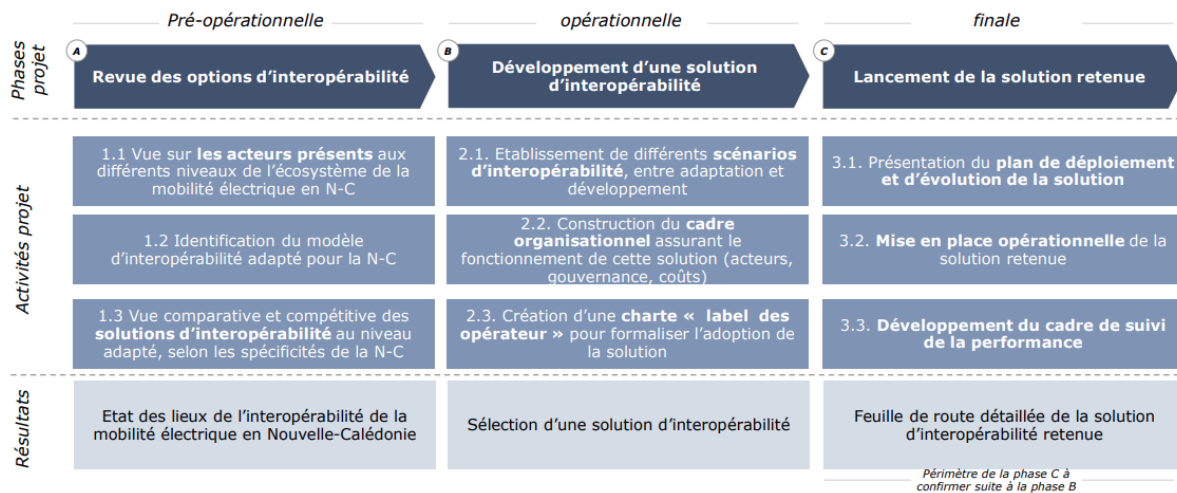 Pré-opérationnelle
opérationnelle
finale
Phases
projet
A
Revue des options d'interopérabilité
B
Développement d'une solution
d'interopérabilité
C
Lancement de la solution retenue
Activités projet
1.1 Vue sur les acteurs présents aux
différents niveaux de l'écosystème de la
mobilité électrique en N-C
2.1. Etablissement de différents scénarios
d'interopérabilité, entre adaptation et
développement
3.1. Présentation du plan de déploiement
et d'évolution de la solution
1.2 Identification du modèle
d'interopérabilité adapté pour la N-C
2.2. Construction du cadre
organisationnel assurant le
fonctionnement de cette solution (acteurs,
gouvernance, coûts)
3.2. Mise en place opérationnelle de la
solution retenue
1.3 Vue comparative et compétitive des
solutions d'interopérabilité au niveau
adapté, selon les spécificités de la N-C
2.3. Création d'une charte « label des
opérateur » pour formaliser l'adoption de
la solution
3.3. Développement du cadre de suivi
de la performance
Résultats
Etat des lieux de l'interopérabilité de la
mobilité électrique en Nouvelle-Calédonie
Sélection d'une solution d'interopérabilité
Feuille de route détaillée de la solution
d'interopérabilité retenue
Périmètre de la phase C à
confirmer suite à la phase B